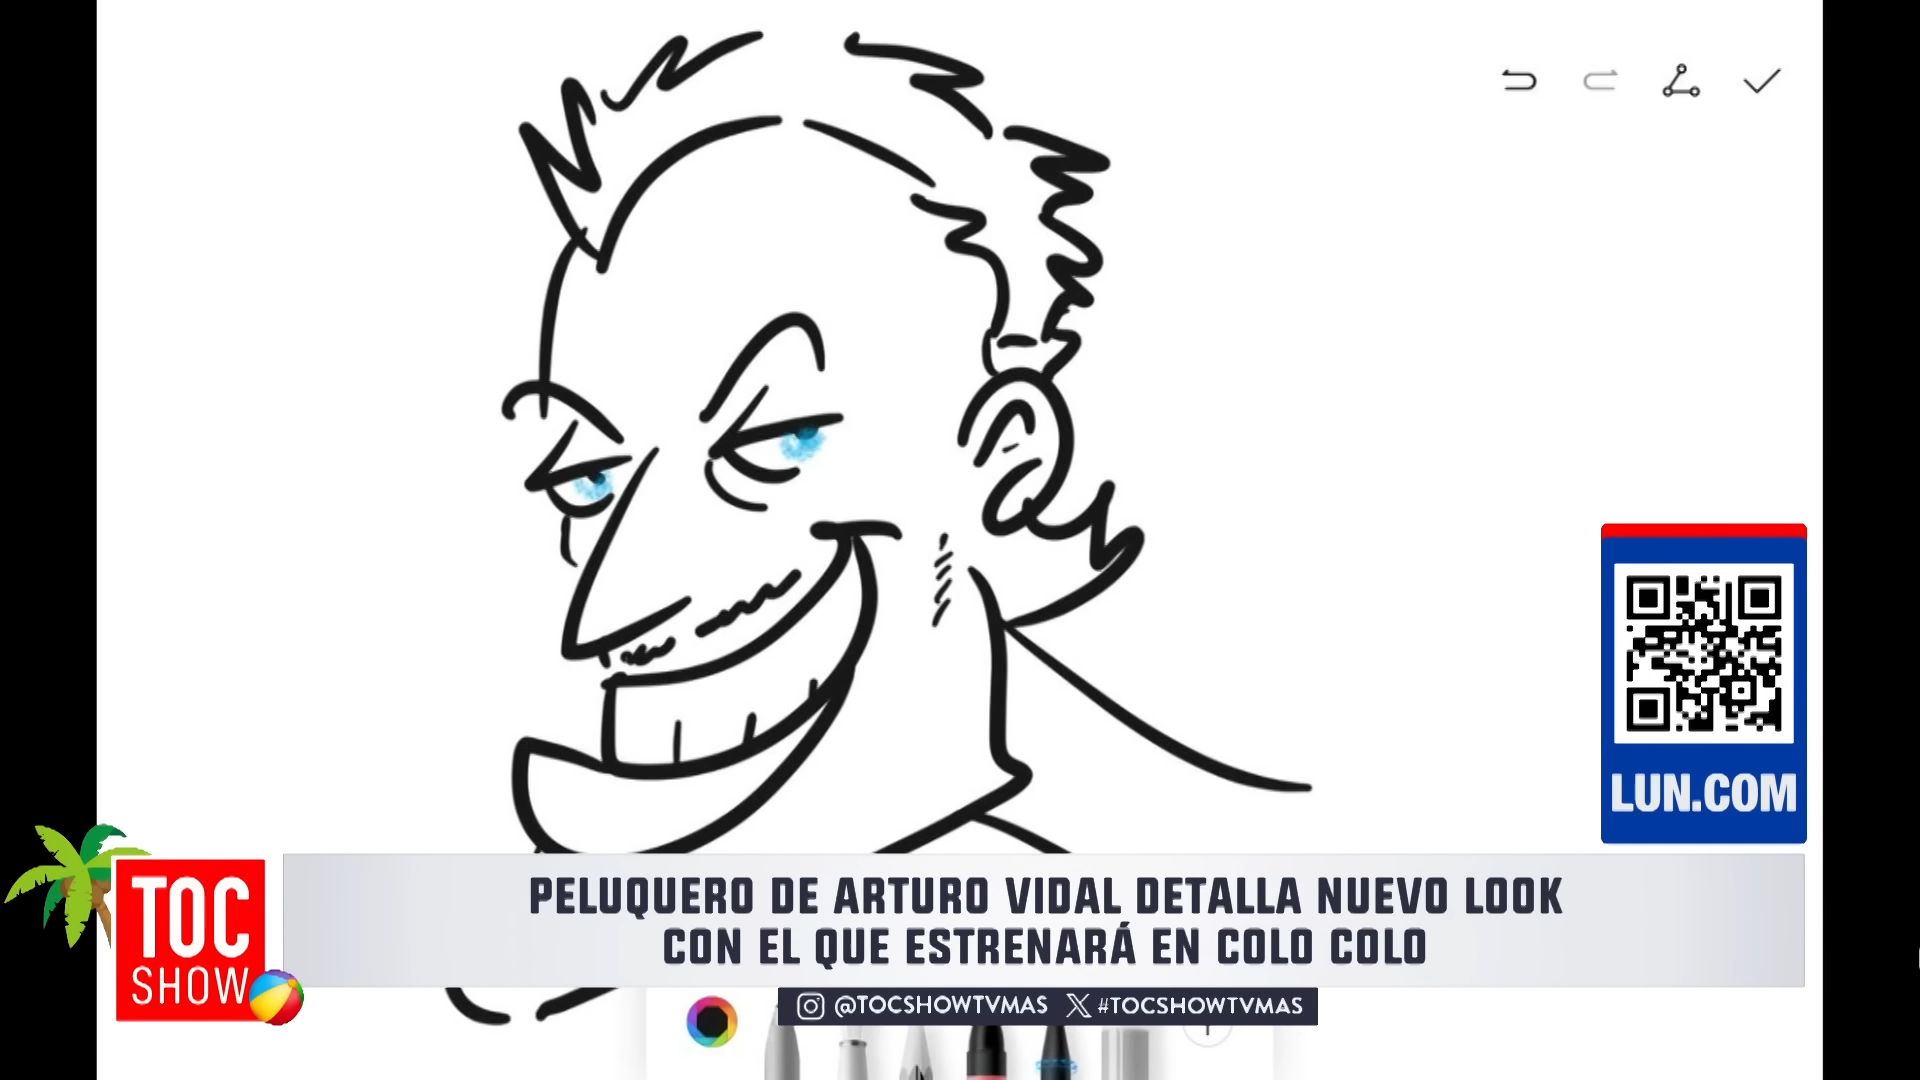 LUN.COM
TOC
SHOW
PELUQUERO DE ARTURO VIDAL DETALLA NUEVO LOOK
CON EL QUE ESTRENARÁ EN COLO COLO
@TOCSHOWTVMAS #TOCSHOWTVMAS